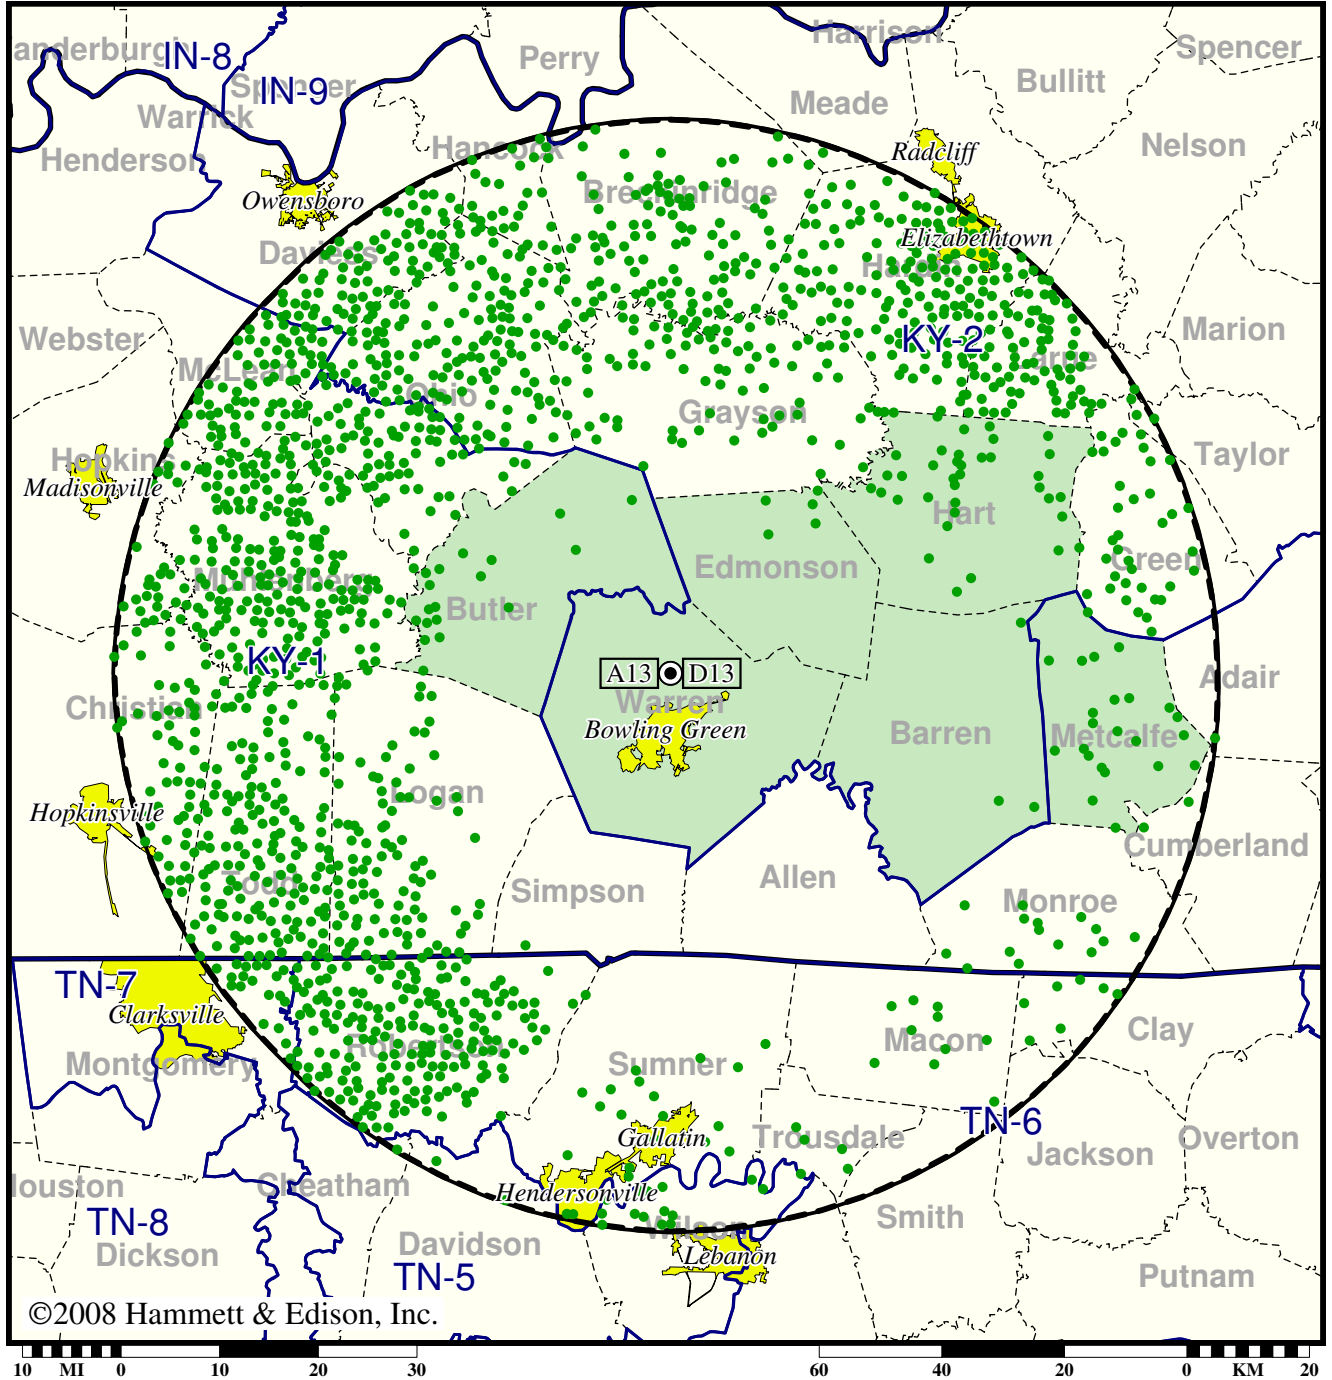 Harrison
anderburgh
IN-8
Perry
Spencer
Spencer
Bullitt
IN-9
Meade
Warrick
Henderson
Hancock
Radcliff
Nelson
Owensboro
Breckinridge
Elizabethtown
Daviess
Hardin
Webster
KY-2
Marion
McLean
arue
Ohio
Grayson
Hopkins
Taylor
Madisonville
Hart
Edmonson
Green
Muhlenberg
Butler
KY-1
A13
D13
Adair
Christian
Warren
Bowling Green
Barren
Metcalfe
Logan
Hopkinsville
Cumberland
Todd
Simpson
Allen
Monroe
TN-7
Clarksville
Robertson
Macon
Clay
Montgomery
Sumner
TN-6
Gallatin
Trousdale
Overton
Jackson
Houston
Cheatham
Hendersonville
TN-8
Wilson
Smith
Dickson
Davidson
Lebanon
TN-5
Putnam
©2008 Hammett & Edison, Inc.
10 MI 0 10 20 30 60 40 20 0 KM 20